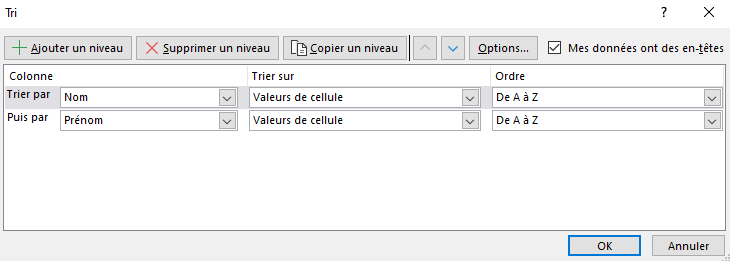 Tri ?
Ajouter un niveau Supprimer un niveau Copier un niveau Options... Mes données ont des en-têtes
Colonne Trier sur Ordre
Trier par Nom Valeurs de cellule De A à Z
Puis par Prénom Valeurs de cellule De A à Z
OK Annuler